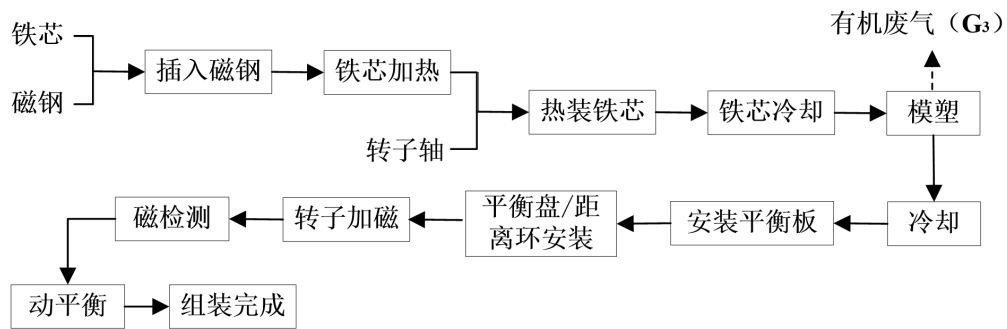 有机废气（G₃）
铁芯
磁钢
插入磁钢
铁芯加热
转子轴
热装铁芯
铁芯冷却
模塑
冷却
安装平衡板
平衡盘/距
离环安装
转子加磁
磁检测
动平衡
组装完成